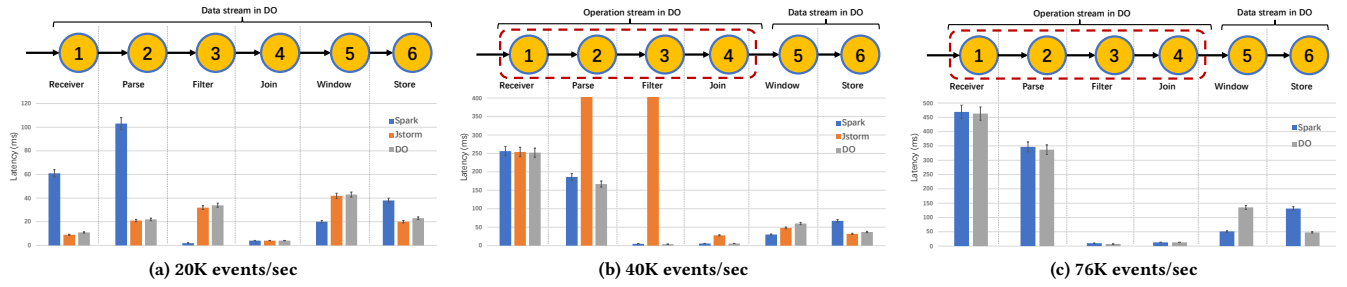 Data stream in DO
1 2 3 4 5 6
Receiver Parse Filter Join Window Store
120
100
80
60
40
20
0
Latency (ms)
Spark
Jstorm
DO
(a) 20K events/sec
Operation stream in DO Data stream in DO
1 2 3 4 5 6
Receiver Parse Filter Join Window Store
400
350
300
250
200
150
100
50
0
Latency (ms)
Spark
Jstorm
DO
(b) 40K events/sec
Operation stream in DO Data stream in DO
1 2 3 4 5 6
Receiver Parse Filter Join Window Store
500
450
400
350
300
250
200
150
100
50
0
Latency (ms)
Spark
DO
(c) 76K events/sec